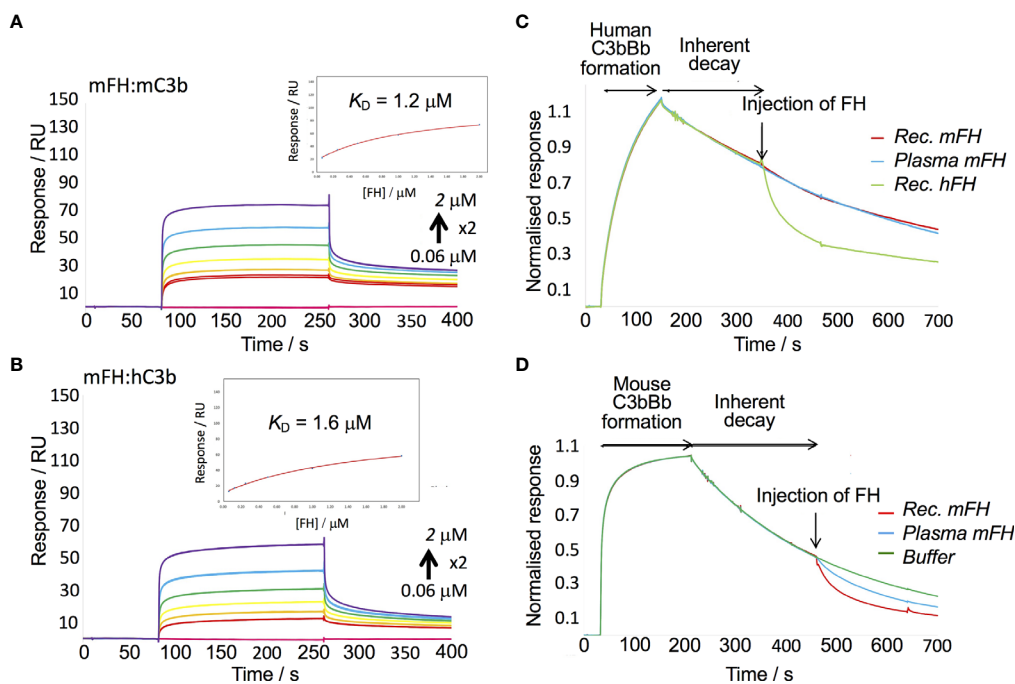 A
mFH:mC3b
Response / RU
150
130
110
90
70
50
30
10
0 50 100 150 200 250 300 350 400
Time / s
Response / RU
K_D = 1.2 µM
[FH] / µM
2 µM
x2
0.06 µM
B
mFH:hC3b
Response / RU
150
130
110
90
70
50
30
10
0 50 100 150 200 250 300 350 400
Time / s
Response / RU
K_D = 1.6 µM
[FH] / µM
2 µM
x2
0.06 µM
C
Human
C3bBb
formation
Inherent
decay
Injection of FH
Rec. mFH
Plasma mFH
Rec. hFH
Normalised response
1.1
0.9
0.7
0.5
0.3
0.1
0 100 200 300 400 500 600 700
Time / s
D
Mouse
C3bBb
formation
Inherent
decay
Injection of FH
Rec. mFH
Plasma mFH
Buffer
Normalised response
1.1
1.1
0.9
0.7
0.5
0.3
0.1
0 100 200 300 400 500 600 700
Time / s